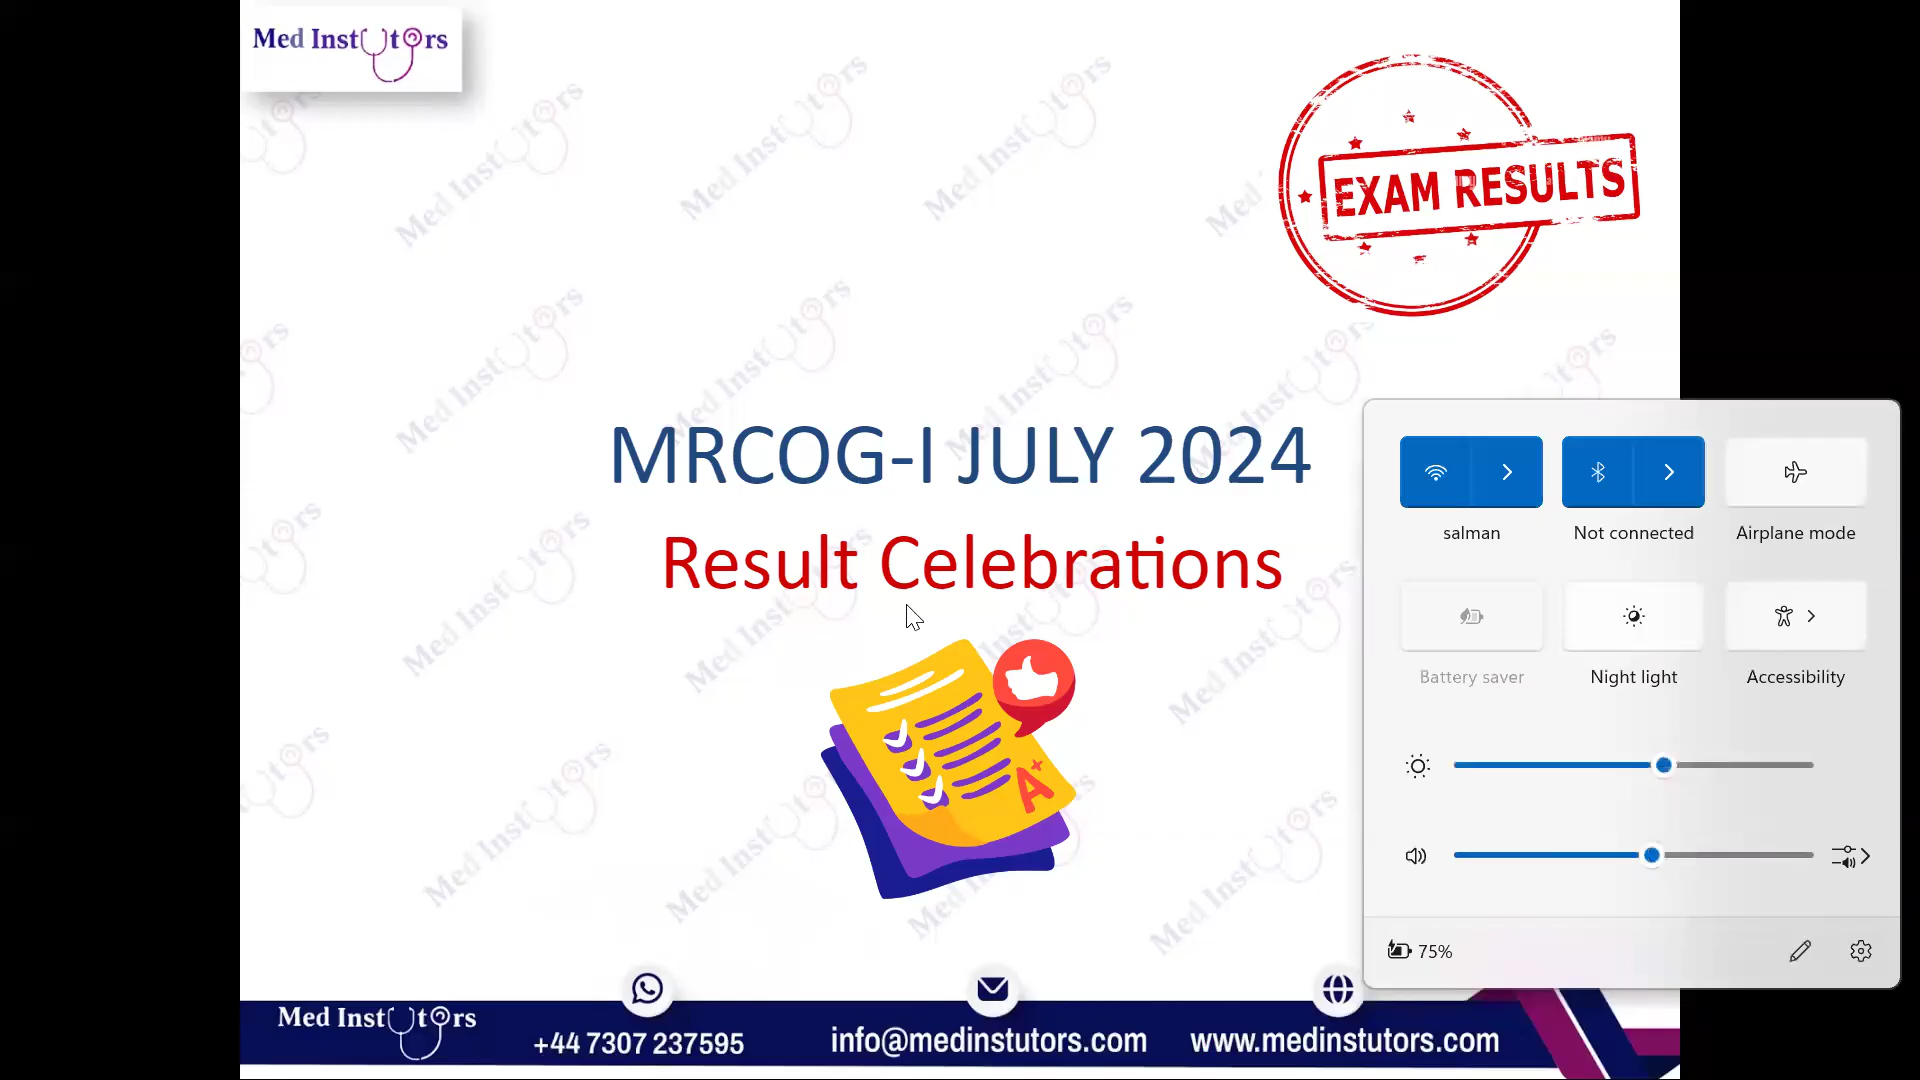 Med Instutors
EXAM RESULTS
MRCOG-I JULY 2024
Result Celebrations
A+
salman
Not connected
Airplane mode
Battery saver
Night light
Accessibility
75%
Med Instutors
+44 7307 237595
info@medinstutors.com
www.medinstutors.com